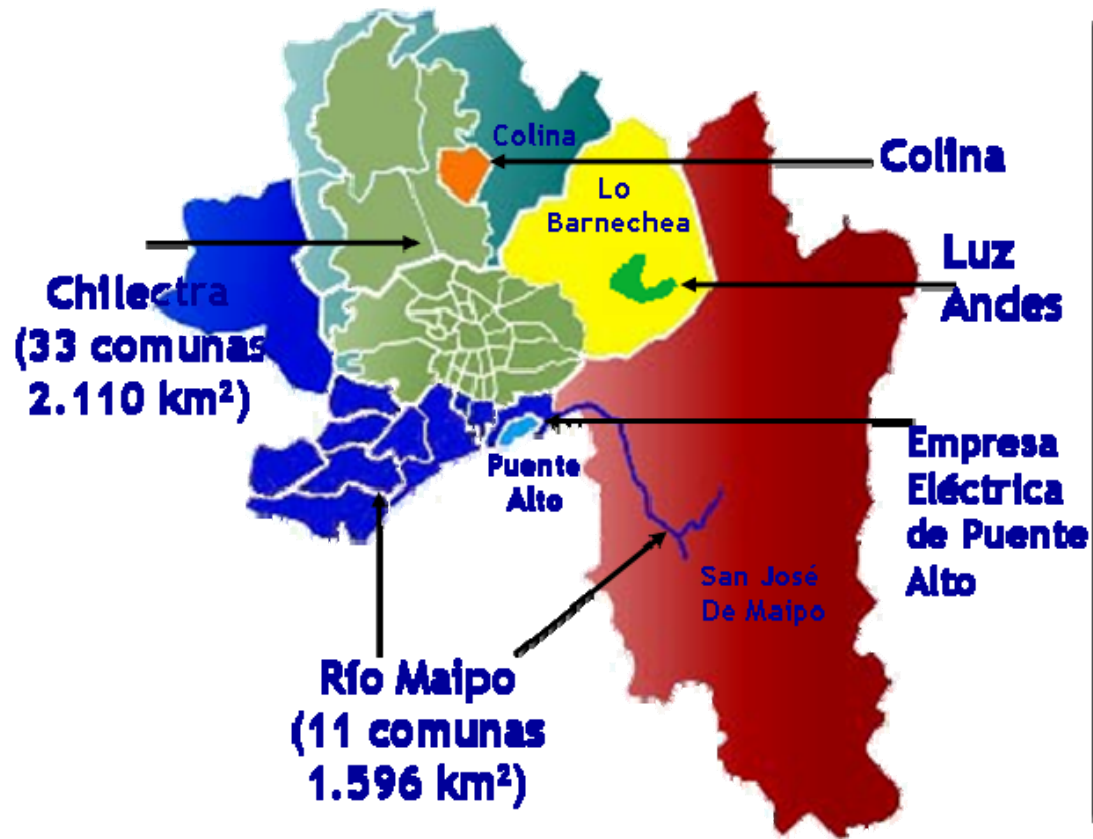 Colina
Colina
Lo
Barnechea
Luz
Andes
Chilectra
(33 comunas
2.110 km²)
Puente
Alto
Empresa
Eléctrica
de Puente
Alto
San José
De Maipo
Río Maipo
(11 comunas
1.596 km²)